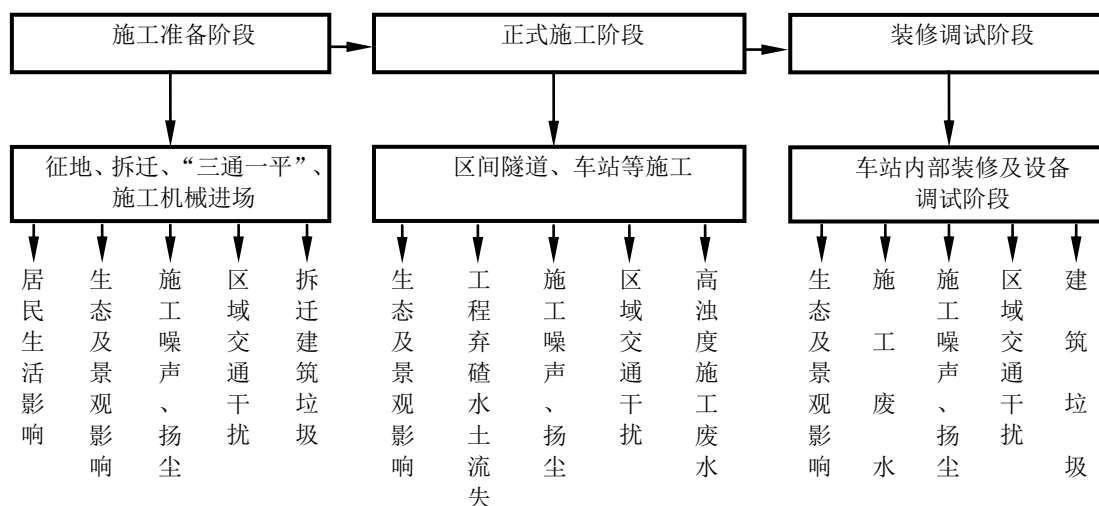 施工准备阶段
正式施工阶段
装修调试阶段
征地、拆迁、“三通一平”、
施工机械进场
区间隧道、车站等施工
车站内部装修及设备
调试阶段
居民生活影响
生态及景观影响
施工噪声、扬尘
区域交通干扰
拆迁建筑垃圾
生态及景观影响
工程弃碴水土流失
施工噪声、扬尘
区域交通干扰
高浊度施工废水
生态及景观影响
施工废水
施工噪声、扬尘
区域交通干扰
建筑垃圾